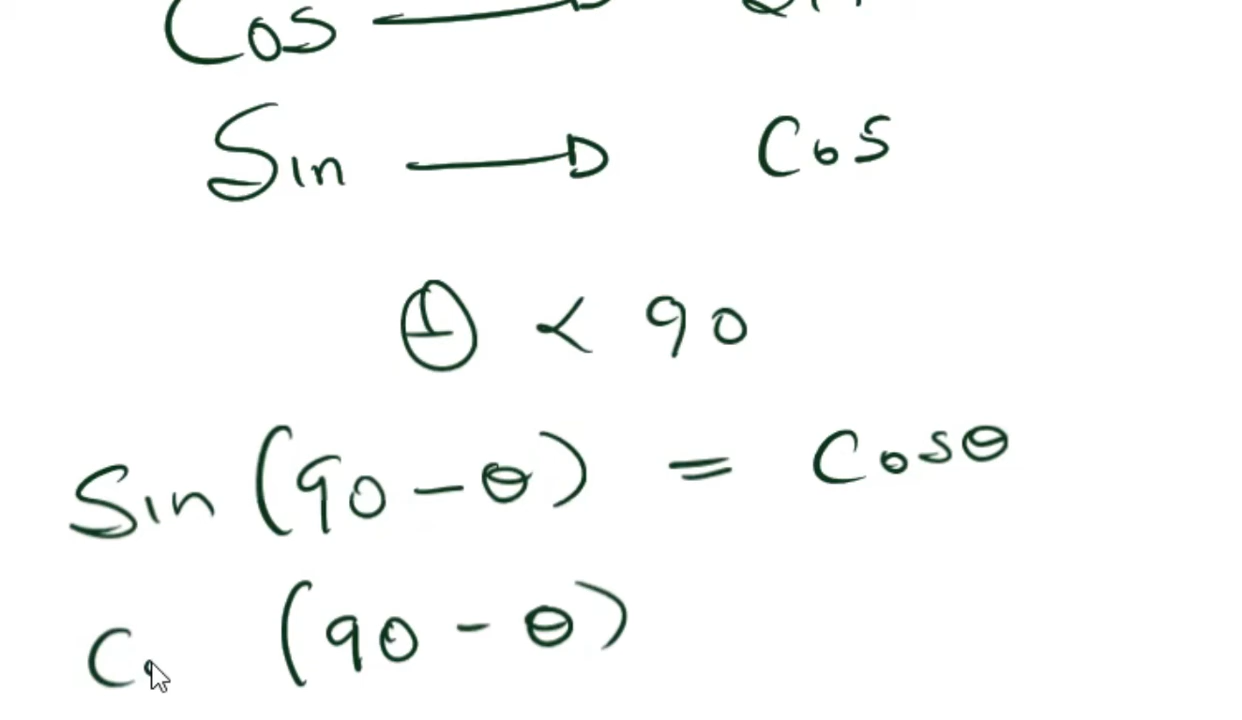 Cos →
Sin → Cos
θ < 90
Sin (90 - θ) = Cosθ
(90 - θ)